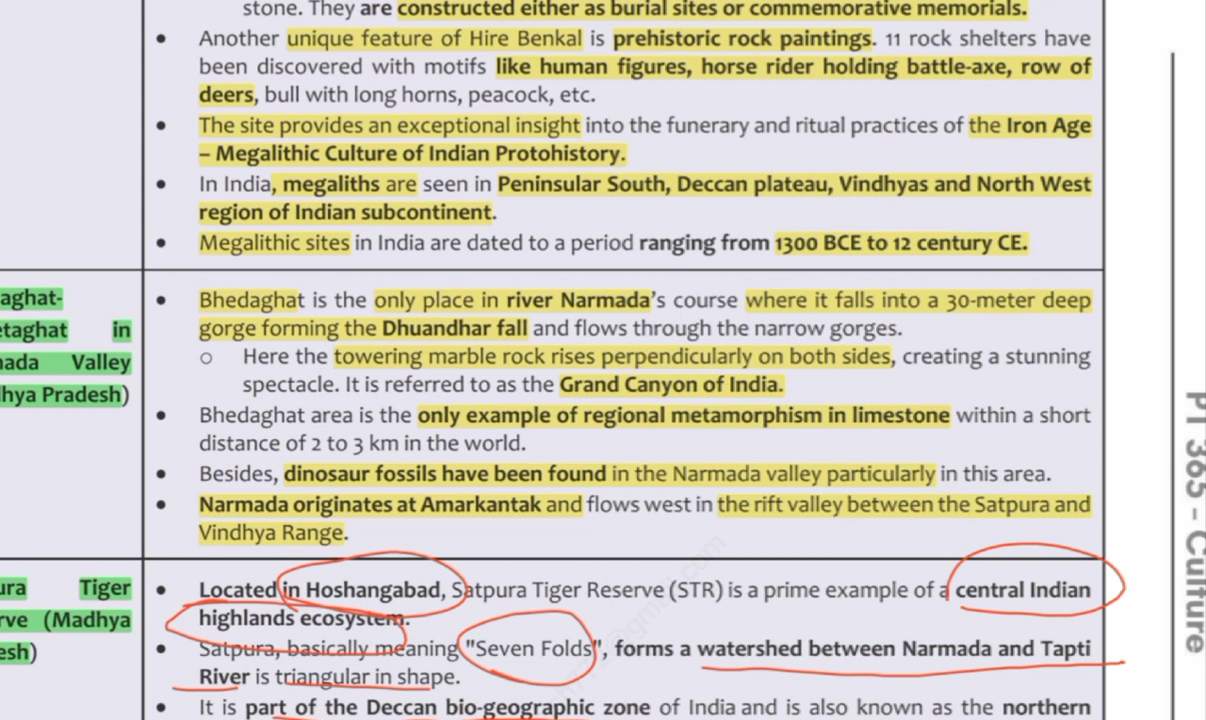 stone. They are constructed either as burial sites or commemorative memorials.
• Another unique feature of Hire Benkal is prehistoric rock paintings. 11 rock shelters have
been discovered with motifs like human figures, horse rider holding battle-axe, row of
deers, bull with long horns, peacock, etc.
• The site provides an exceptional insight into the funerary and ritual practices of the Iron Age
– Megalithic Culture of Indian Protohistory.
• In India, megaliths are seen in Peninsular South, Deccan plateau, Vindhyas and North West
region of Indian subcontinent.
• Megalithic sites in India are dated to a period ranging from 1300 BCE to 12 century CE.
aghat-
etaghat in
nada Valley
dhya Pradesh)
• Bhedaghat is the only place in river Narmada's course where it falls into a 30-meter deep
gorge forming the Dhuandhar fall and flows through the narrow gorges.
○ Here the towering marble rock rises perpendicularly on both sides, creating a stunning
spectacle. It is referred to as the Grand Canyon of India.
• Bhedaghat area is the only example of regional metamorphism in limestone within a short
distance of 2 to 3 km in the world.
• Besides, dinosaur fossils have been found in the Narmada valley particularly in this area.
• Narmada originates at Amarkantak and flows west in the rift valley between the Satpura and
Vindhya Range.
ura Tiger
rve (Madhya
esh)
• Located in Hoshangabad, Satpura Tiger Reserve (STR) is a prime example of a central Indian
highlands ecosystem.
• Satpura, basically meaning "Seven Folds", forms a watershed between Narmada and Tapti
River is triangular in shape.
• It is part of the Deccan bio-geographic zone of India and is also known as the northern
PT 365 - Culture